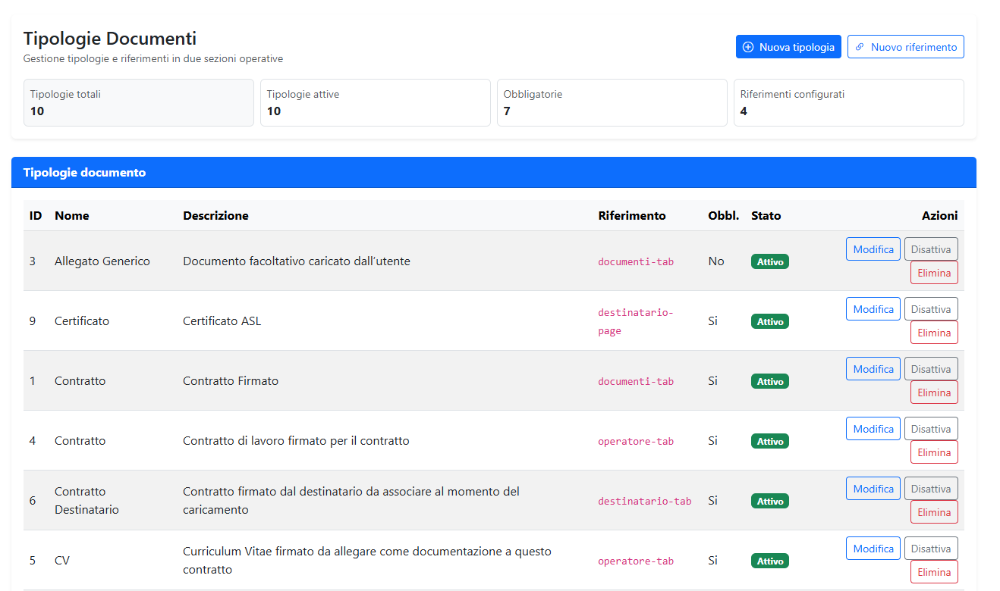 Tipologie Documenti
Gestione tipologie e riferimenti in due sezioni operative
Nuova tipologia
Nuovo riferimento
Tipologie totali
10
Tipologie attive
10
Obbligatorie
7
Riferimenti configurati
4
Tipologie documento
ID Nome Descrizione Riferimento Obbl. Stato Azioni
3 Allegato Generico Documento facoltativo caricato dall'utente documenti-tab No Attivo Modifica Disattiva
Elimina
9 Certificato Certificato ASL destinatario-
page Si Attivo Modifica Disattiva
Elimina
1 Contratto Contratto Firmato documenti-tab Si Attivo Modifica Disattiva
Elimina
4 Contratto Contratto di lavoro firmato per il contratto operatore-tab Si Attivo Modifica Disattiva
Elimina
6 Contratto
Destinatario Contratto firmato dal destinatario da associare al momento del
caricamento destinatario-tab Si Attivo Modifica Disattiva
Elimina
5 CV Curriculum Vitae firmato da allegare come documentazione a questo
contratto operatore-tab Si Attivo Modifica Disattiva
Elimina